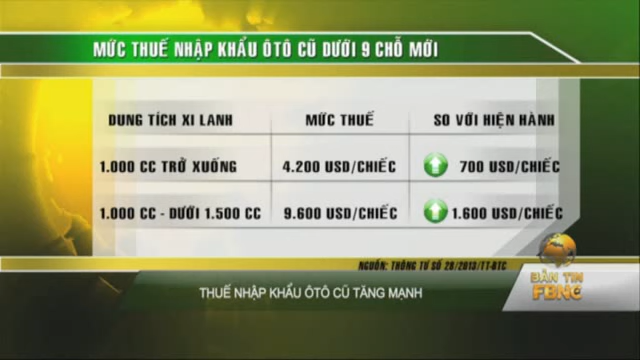 MỨC THUẾ NHẬP KHẨU ÔTÔ CŨ DƯỚI 9 CHỖ MỚI
DUNG TÍCH XI LANH MỨC THUẾ SO VỚI HIỆN HÀNH
1.000 CC TRỞ XUỐNG 4.200 USD/CHIẾC 700 USD/CHIẾC
1.000 CC - DƯỚI 1.500 CC 9.600 USD/CHIẾC 1.600 USD/CHIẾC
NGUỒN: THÔNG TƯ SỐ 28/2013/TT-BTC
BẢN TIN
FBNC
THUẾ NHẬP KHẨU ÔTÔ CŨ TĂNG MẠNH